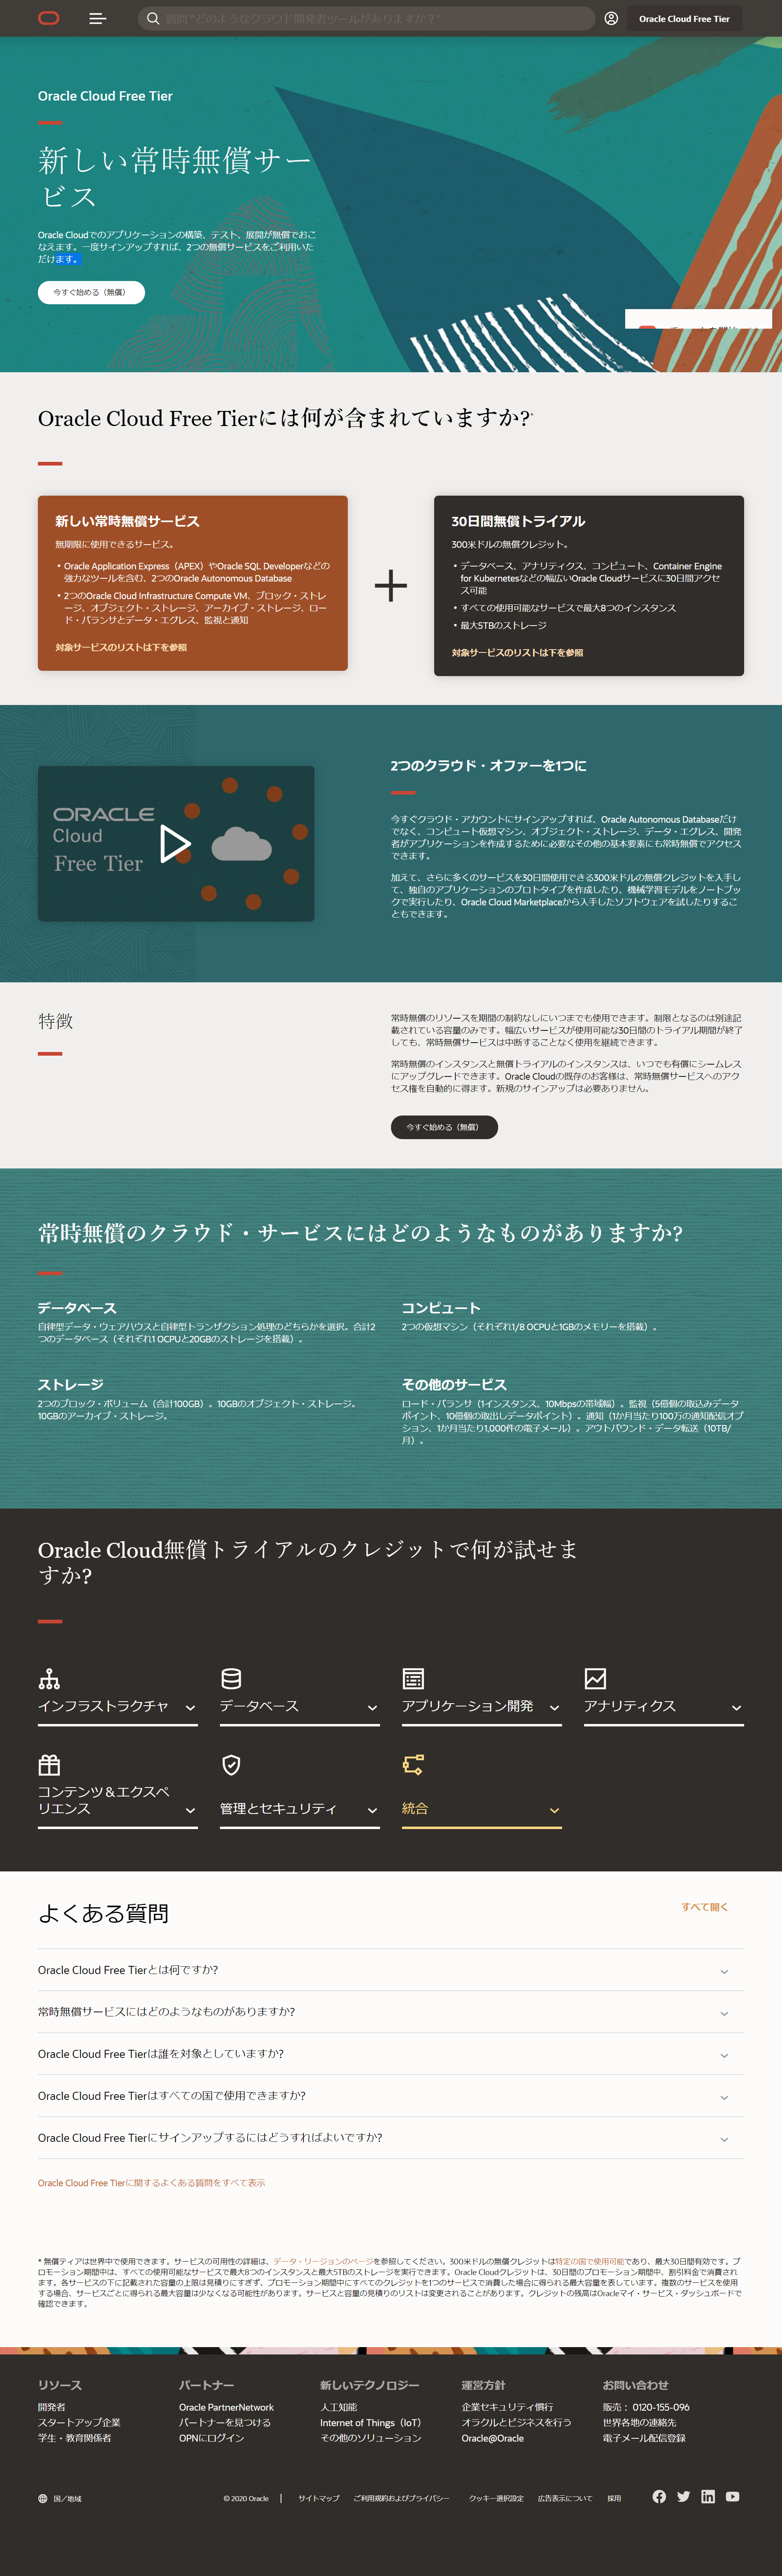 質問 "どのようなクラウド開発者ツールがありますか？"
Oracle Cloud Free Tier
Oracle Cloud Free Tier
新しい常時無償サー
ビス
Oracle Cloudでのアプリケーションの構築、テスト、展開が無償でおこ
なえます。一度サインアップすれば、2つの無償サービスをご利用いた
だけます。
今すぐ始める（無償）
Oracle Cloud Free Tierには何が含まれていますか?*
新しい常時無償サービス
無期限に使用できるサービス。
• Oracle Application Express（APEX）やOracle SQL Developerなどの
強力なツールを含む、2つのOracle Autonomous Database
• 2つのOracle Cloud Infrastructure Compute VM、ブロック・ストレ
ージ、オブジェクト・ストレージ、アーカイブ・ストレージ、ロー
ド・バランサとデータ・エグレス、監視と通知
対象サービスのリストは下を参照
30日間無償トライアル
300米ドルの無償クレジット。
• データベース、アナリティクス、コンピュート、Container Engine
for Kubernetesなどの幅広いOracle Cloudサービスに30日間アクセ
ス可能
• すべての使用可能なサービスで最大8つのインスタンス
• 最大5TBのストレージ
対象サービスのリストは下を参照
ORACLE
Cloud
Free Tier
2つのクラウド・オファーを1つに
今すぐクラウド・アカウントにサインアップすれば、Oracle Autonomous Databaseだけ
でなく、コンピュート仮想マシン、オブジェクト・ストレージ、データ・エグレス、開発
者がアプリケーションを作成するために必要なその他の基本要素にも常時無償でアクセス
できます。
加えて、さらに多くのサービスを30日間使用できる300米ドルの無償クレジットを入手し
て、独自のアプリケーションのプロトタイプを作成したり、機械学習モデルをノートブッ
クで実行したり、Oracle Cloud Marketplaceから入手したソフトウェアを試したりするこ
ともできます。
特徴
常時無償のリソースを期間の制約なしにいつまでも使用できます。制限となるのは別途記
載されている容量のみです。幅広いサービスが使用可能な30日間のトライアル期間が終了
しても、常時無償サービスは中断することなく使用を継続できます。
常時無償のインスタンスと無償トライアルのインスタンスは、いつでも有償にシームレス
にアップグレードできます。Oracle Cloudの既存のお客様は、常時無償サービスへのアク
セス権を自動的に得ます。新規のサインアップは必要ありません。
今すぐ始める（無償）
常時無償のクラウド・サービスにはどのようなものがありますか?
データベース
自律型データ・ウェアハウスと自律型トランザクション処理のどちらかを選択。合計2
つのデータベース（それぞれ1 OCPUと20GBのストレージを搭載）。
コンピュート
2つの仮想マシン（それぞれ1/8 OCPUと1GBのメモリーを搭載）。
ストレージ
2つのブロック・ボリューム（合計100GB）。10GBのオブジェクト・ストレージ。
10GBのアーカイブ・ストレージ。
その他のサービス
ロード・バランサ（1インスタンス、10Mbpsの帯域幅）。監視（5億個の取込みデータ
ポイント、10億個の取出しデータポイント）。通知（1か月当たり100万の通知配信オプ
ション、1か月当たり1,000件の電子メール）。アウトバウンド・データ転送（10TB/
月）。
Oracle Cloud無償トライアルのクレジットで何が試せま
すか?
インフラストラクチャ
データベース
アプリケーション開発
アナリティクス
コンテンツ＆エクスペ
リエンス
管理とセキュリティ
統合
よくある質問
すべて開く
Oracle Cloud Free Tierとは何ですか?
常時無償サービスにはどのようなものがありますか?
Oracle Cloud Free Tierは誰を対象としていますか?
Oracle Cloud Free Tierはすべての国で使用できますか?
Oracle Cloud Free Tierにサインアップするにはどうすればよいですか?
Oracle Cloud Free Tierに関するよくある質問をすべて表示
* 無償ティアは世界中で使用できます。サービスの可用性の詳細は、データ・リージョンのページを参照してください。300米ドルの無償クレジットは特定の国で使用可能であり、最大30日間有効です。プ
ロモーション期間中は、すべての使用可能なサービスで最大8つのインスタンスと最大5TBのストレージを実行できます。Oracle Cloudクレジットは、30日間のプロモーション期間中、割引料金で消費され
ます。各サービスの下に記載された容量の上限は見積りにすぎず、プロモーション期間中にすべてのクレジットを1つのサービスで消費した場合に得られる最大容量を表しています。複数のサービスを使用
する場合、サービスごとに得られる最大容量は少なくなる可能性があります。サービスと容量の見積りのリストは変更されることがあります。クレジットの残高はOracleマイ・サービス・ダッシュボードで
確認できます。
リソース
開発者
スタートアップ企業
学生・教育関係者
パートナー
Oracle PartnerNetwork
パートナーを見つける
OPNにログイン
新しいテクノロジー
人工知能
Internet of Things（IoT）
その他のソリューション
運営方針
企業セキュリティ慣行
オラクルとビジネスを行う
Oracle@Oracle
お問い合わせ
販売： 0120-155-096
世界各地の連絡先
電子メール配信登録
国／地域
© 2020 Oracle
サイトマップ
ご利用規約およびプライバシー
クッキー選択設定
広告表示について
採用